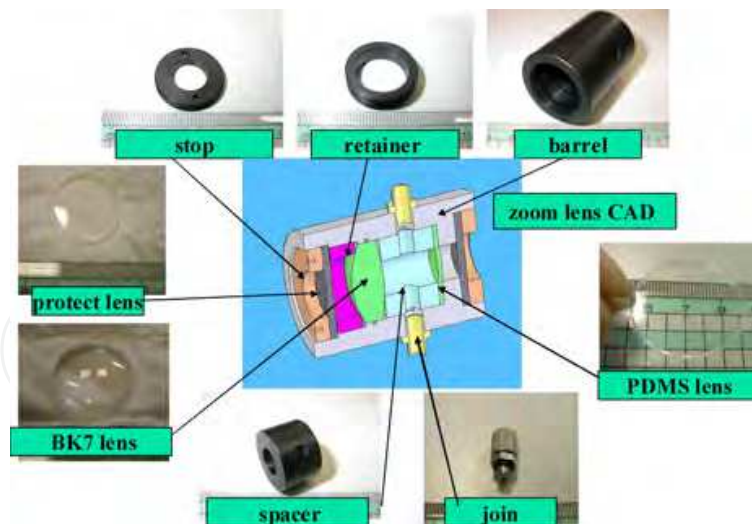 stop
retainer
barrel
zoom lens CAD
protect lens
PDMS lens
BK7 lens
spacer
join